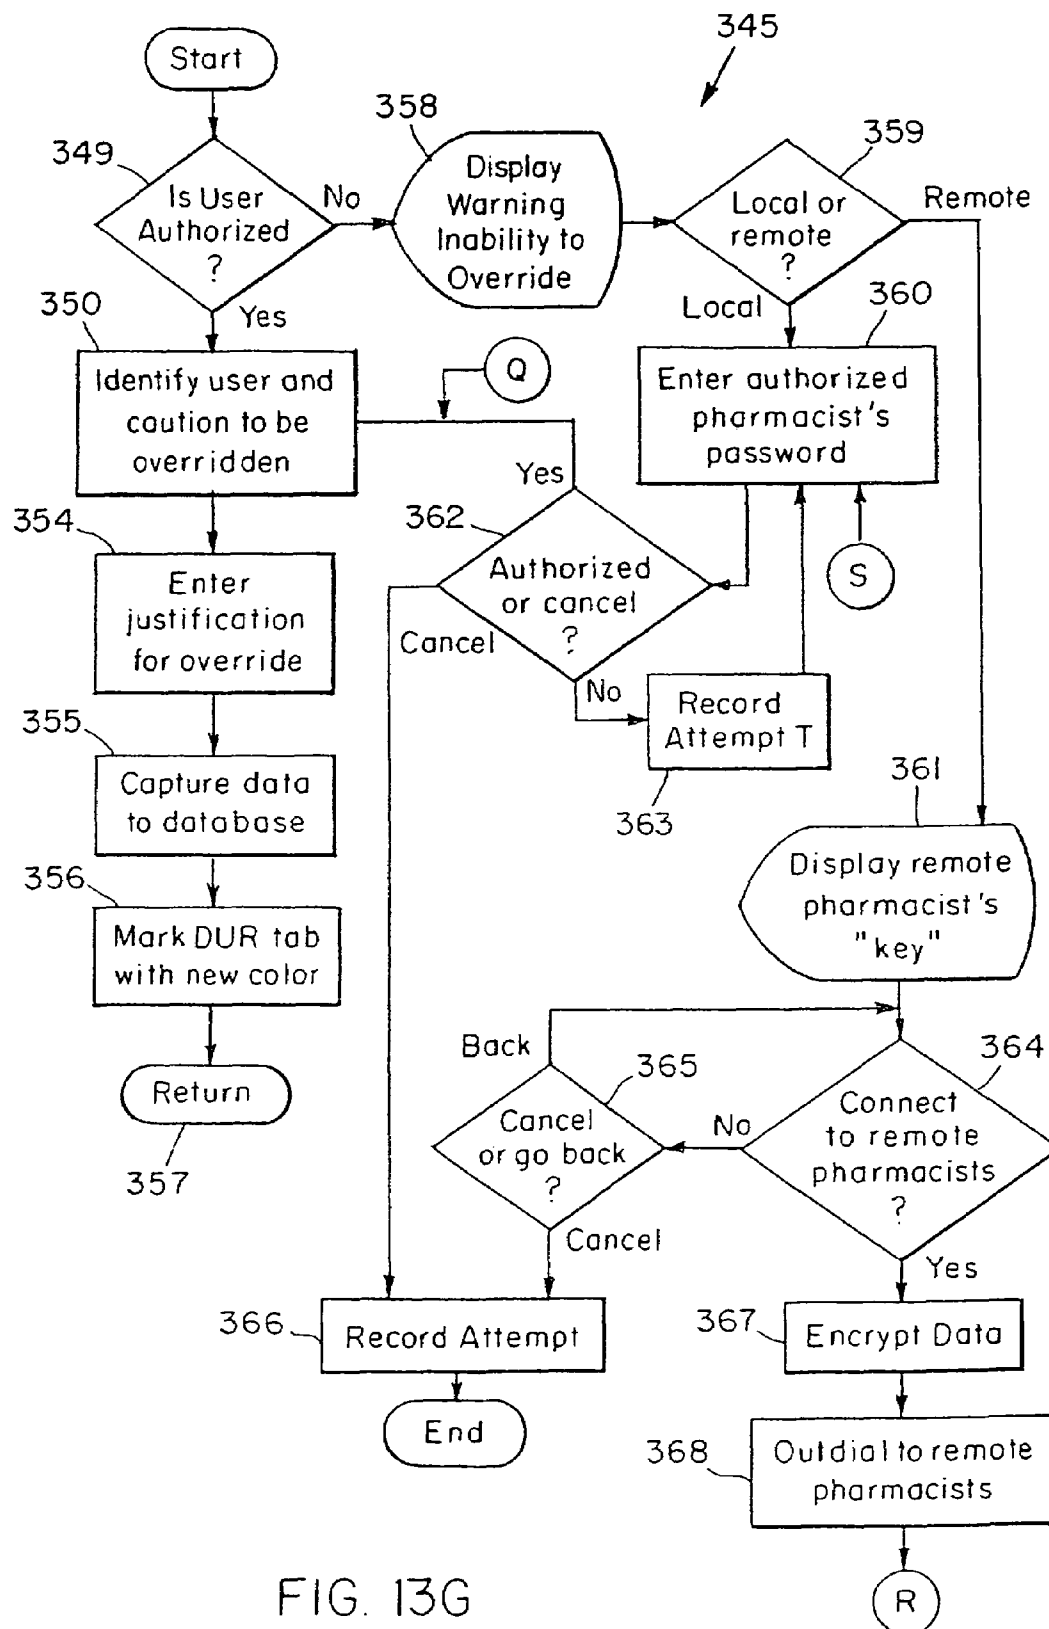 345
Start
349
Is User
Authorized
?
No
Yes
358
Display
Warning
Inability to
Override
359
Local or
remote
?
Remote
Local
350
Identify user and
caution to be
overridden
Q
360
Enter authorized
pharmacist's
password
S
354
Enter
justification
for override
Yes
362
Authorized
or cancel
?
Cancel
No
Record
Attempt T
363
355
Capture data
to database
356
Mark DUR tab
with new color
Return
357
361
Display remote
pharmacist's
"key"
Back
365
Cancel
or go back
?
Cancel
No
364
Connect
to remote
pharmacists
?
Yes
366
Record Attempt
End
367
Encrypt Data
368
Outdial to remote
pharmacists
R
FIG. 13G